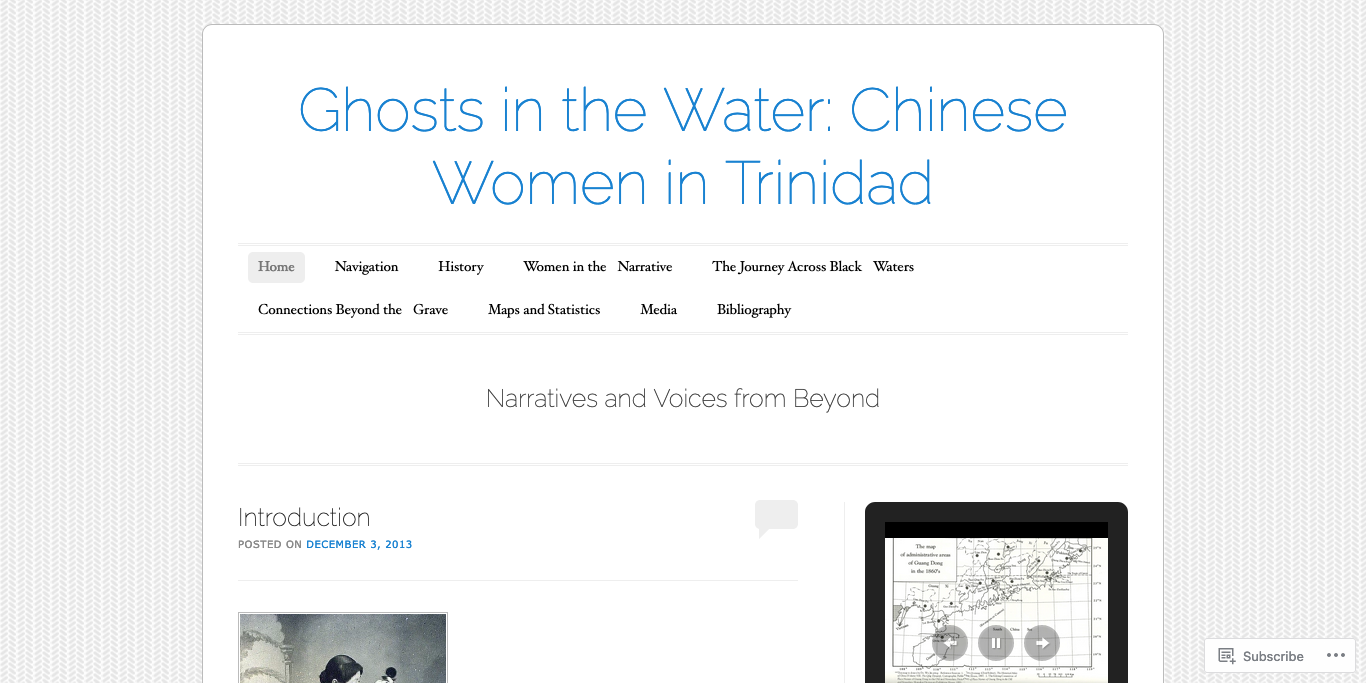 Ghosts in the Water: Chinese
Women in Trinidad
Home Navigation History Women in the Narrative The Journey Across Black Waters
Connections Beyond the Grave Maps and Statistics Media Bibliography
Narratives and Voices from Beyond
Introduction
POSTED ON DECEMBER 3, 2013
The map
of administrative areas
of Guang Dong
in the 1860's
Subscribe